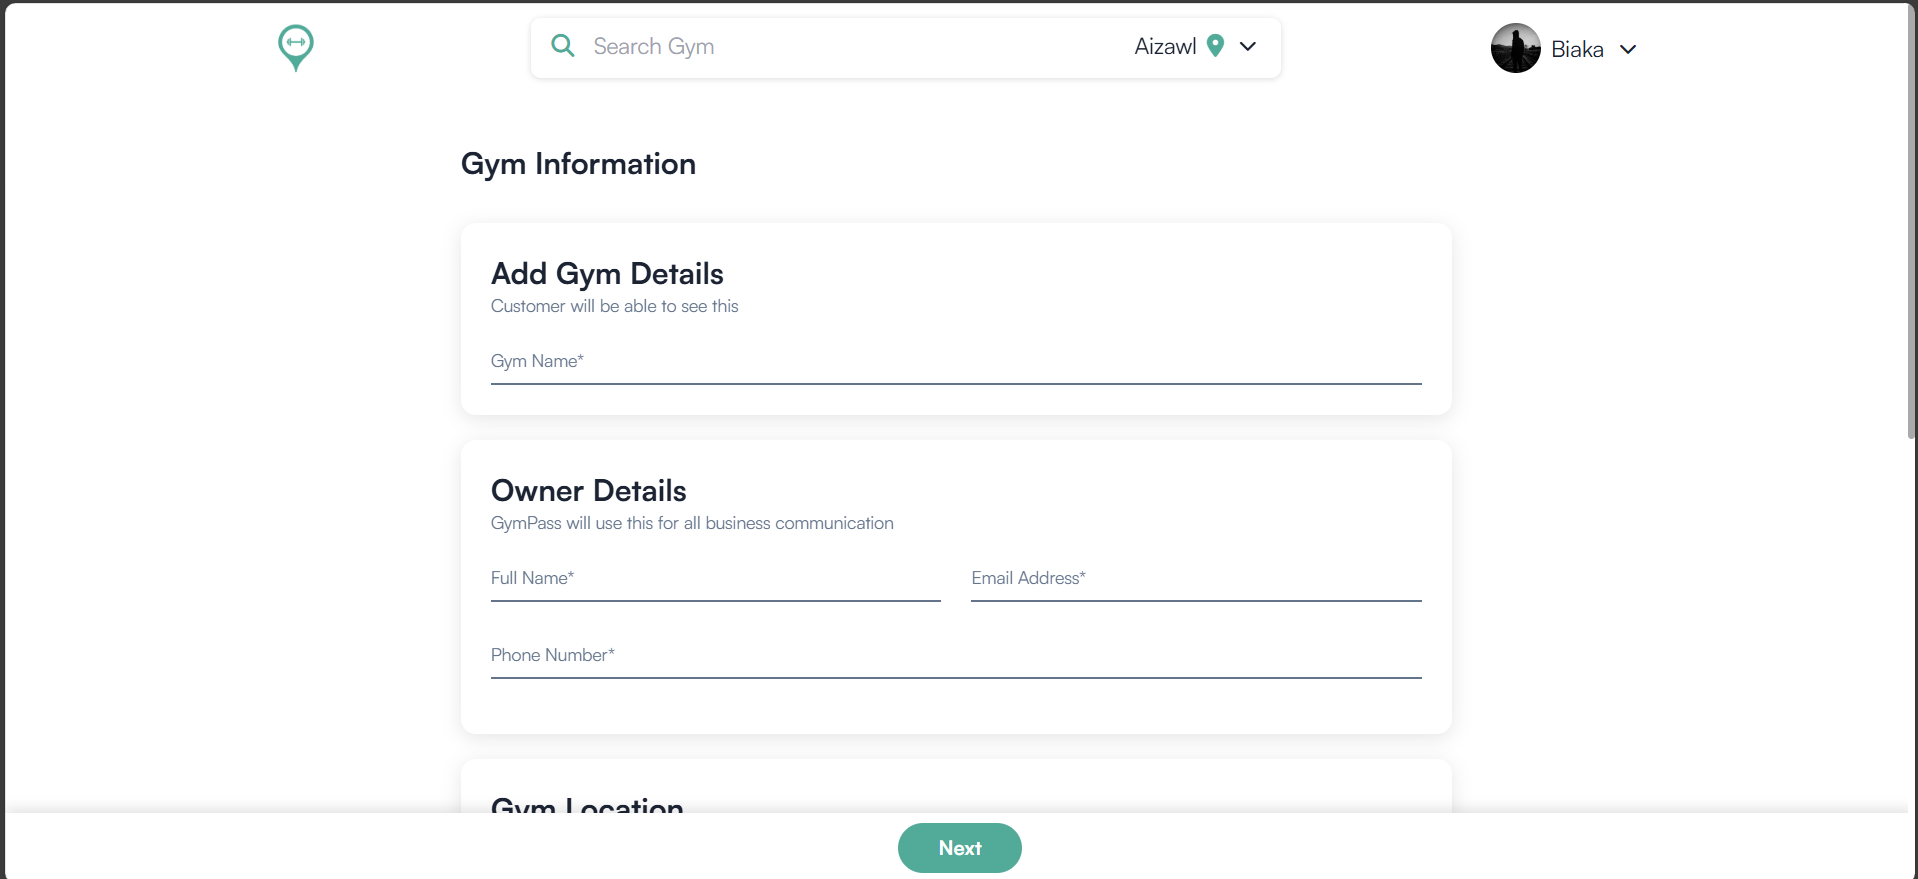 Search Gym
Aizawl
Biaka
Gym Information
Add Gym Details
Customer will be able to see this
Gym Name*
Owner Details
GymPass will use this for all business communication
Full Name*
Email Address*
Phone Number*
Gym Location
Next